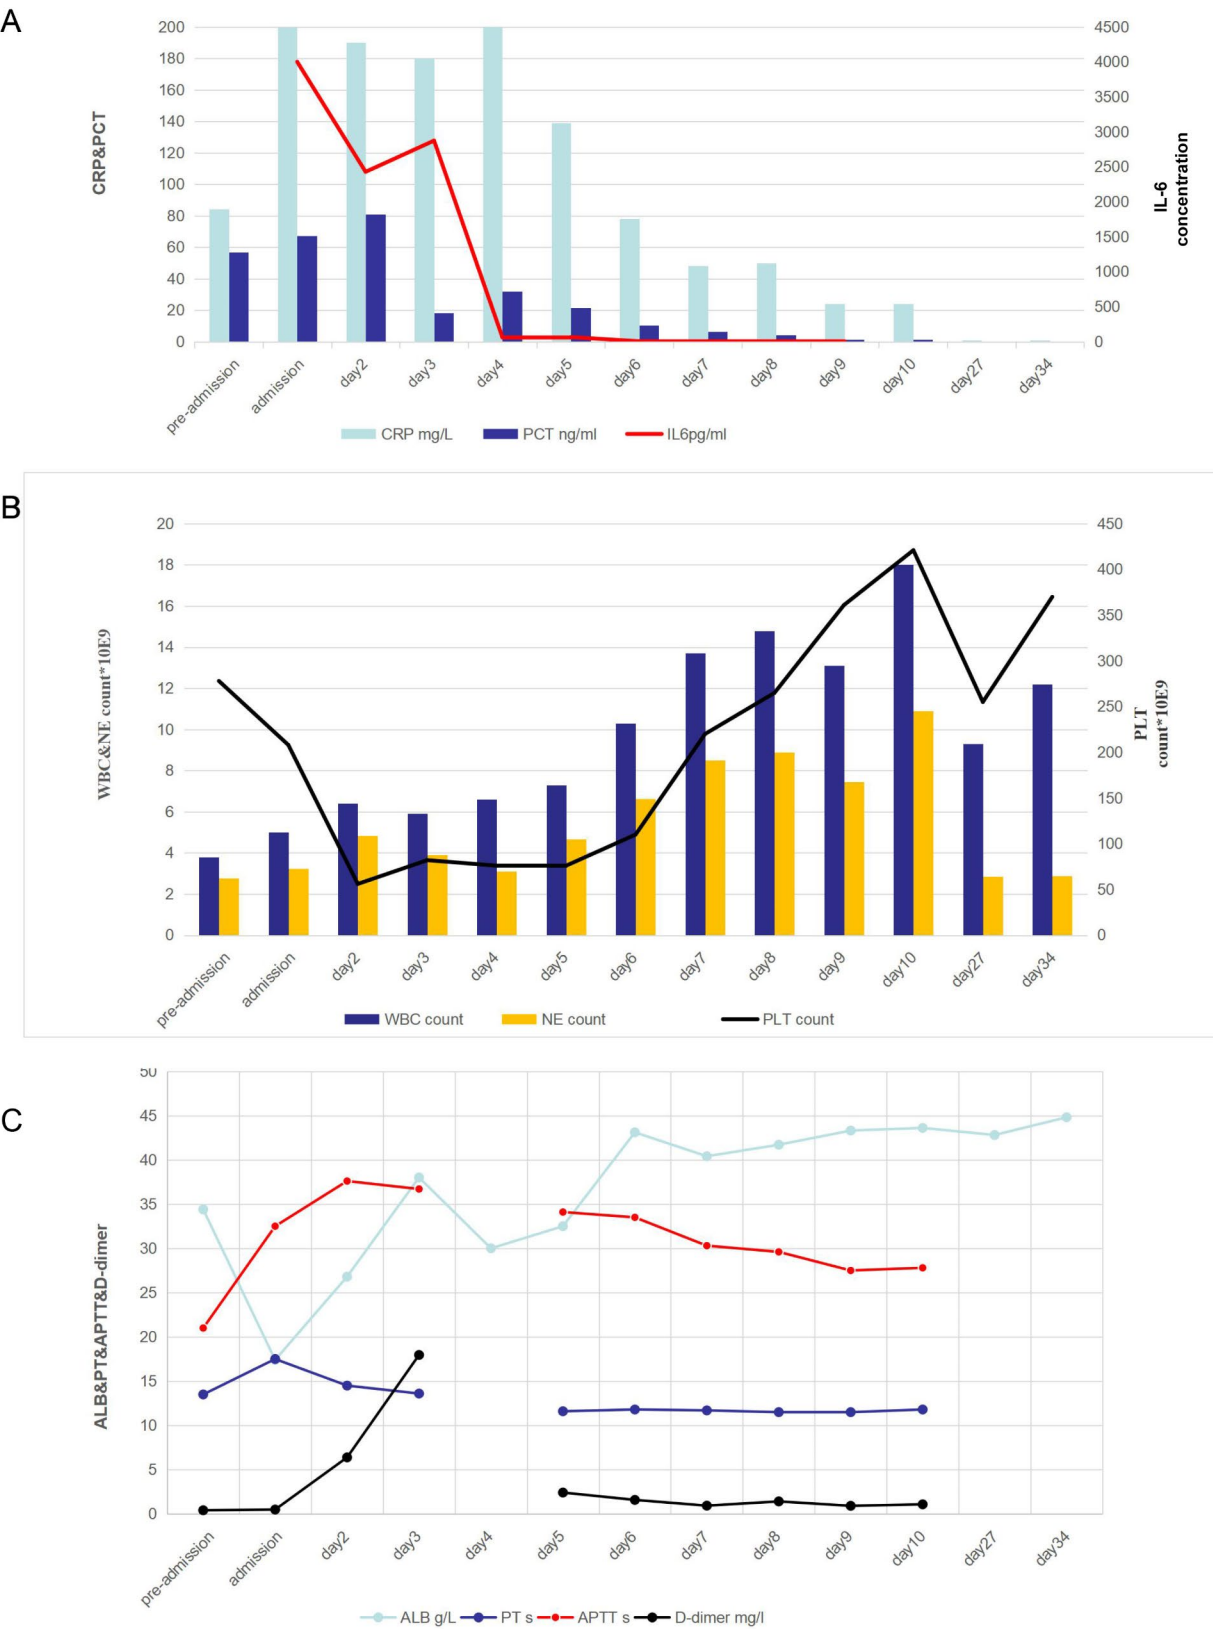 A
200 4500
180 4000
160 3500
140 3000
120 2500
100 2000
80 1500
60 1000
40 500
20 0
0
CRP&PCT
IL-6
concentration
pre-admission admission day2 day3 day4 day5 day6 day7 day8 day9 day10 day27 day34
CRP mg/L PCT ng/ml IL6pg/ml
B
20 450
18 400
16 350
14 300
12 250
10 200
8 150
6 100
4 50
2 0
0
WBC&NE count*10E9
PLT
count*10E9
pre-admission admission day2 day3 day4 day5 day6 day7 day8 day9 day10 day27 day34
WBC count NE count PLT count
C
50
45
40
35
30
25
20
15
10
5
0
ALB&PT&APTT&D-dimer
pre-admission admission day2 day3 day4 day5 day6 day7 day8 day9 day10 day27 day34
ALB g/L PT s APTT s D-dimer mg/l